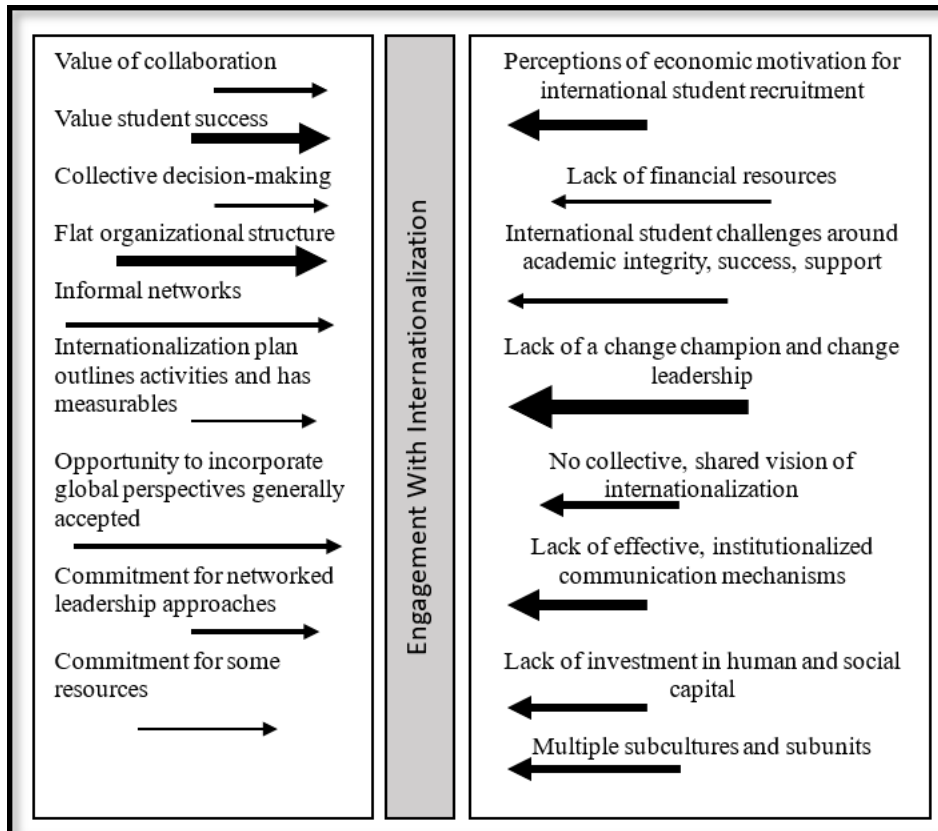 Value of collaboration
Value student success
Collective decision-making
Flat organizational structure
Informal networks
Internationalization plan
outlines activities and has
measurables
Opportunity to incorporate
global perspectives generally
accepted
Commitment for networked
leadership approaches
Commitment for some
resources
Engagement With Internationalization
Perceptions of economic motivation for
international student recruitment
Lack of financial resources
International student challenges around
academic integrity, success, support
Lack of a change champion and change
leadership
No collective, shared vision of
internationalization
Lack of effective, institutionalized
communication mechanisms
Lack of investment in human and social
capital
Multiple subcultures and subunits